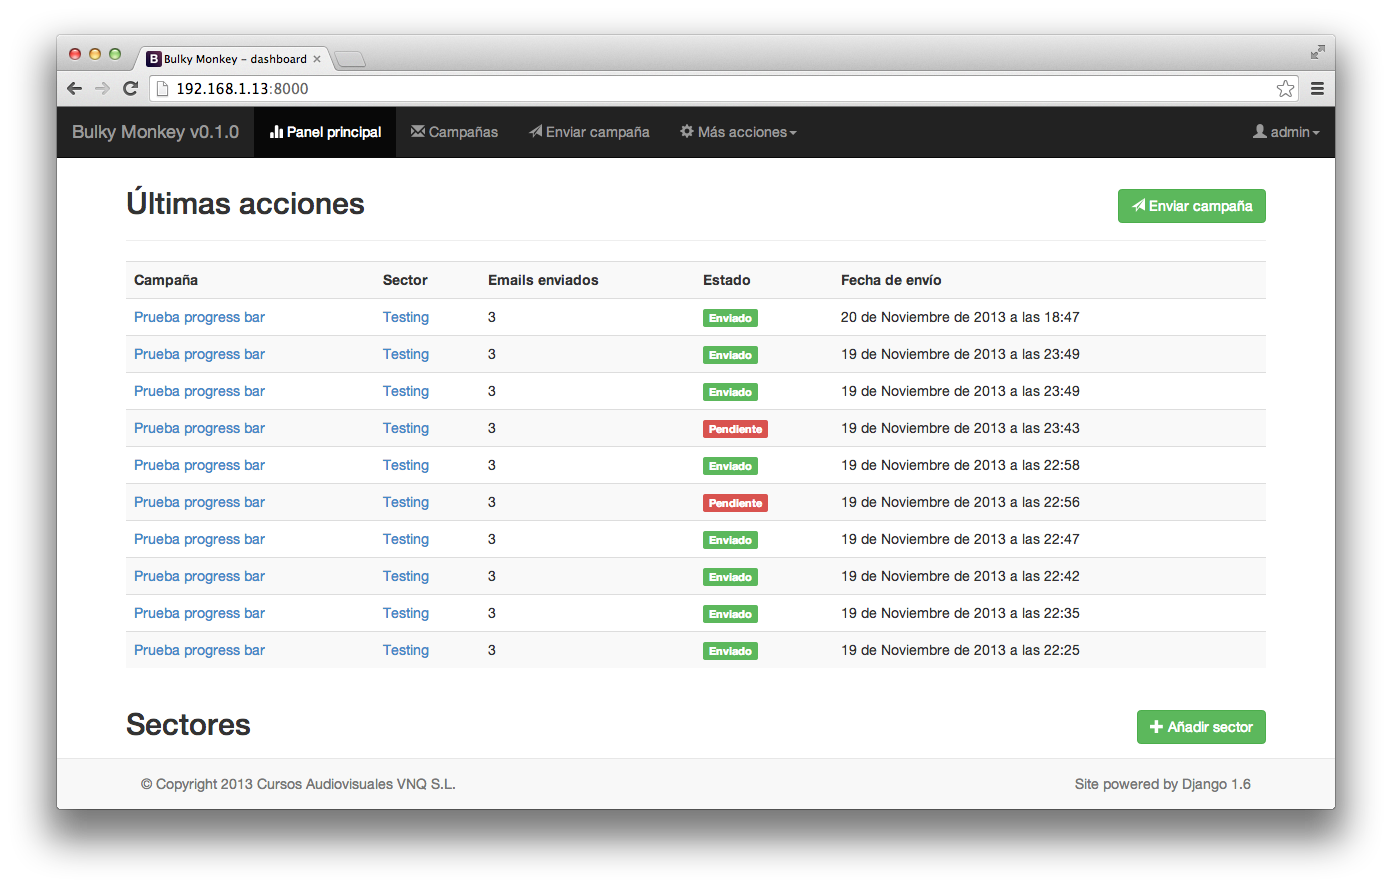 Bulky Monkey – dashboard
192.168.1.13:8000
Bulky Monkey v0.1.0 Panel principal Campañas Enviar campaña Más acciones admin
Últimas acciones Enviar campaña
Campaña Sector Emails enviados Estado Fecha de envío
Prueba progress bar Testing 3 Enviado 20 de Noviembre de 2013 a las 18:47
Prueba progress bar Testing 3 Enviado 19 de Noviembre de 2013 a las 23:49
Prueba progress bar Testing 3 Enviado 19 de Noviembre de 2013 a las 23:49
Prueba progress bar Testing 3 Pendiente 19 de Noviembre de 2013 a las 23:43
Prueba progress bar Testing 3 Enviado 19 de Noviembre de 2013 a las 22:58
Prueba progress bar Testing 3 Pendiente 19 de Noviembre de 2013 a las 22:56
Prueba progress bar Testing 3 Enviado 19 de Noviembre de 2013 a las 22:47
Prueba progress bar Testing 3 Enviado 19 de Noviembre de 2013 a las 22:42
Prueba progress bar Testing 3 Enviado 19 de Noviembre de 2013 a las 22:35
Prueba progress bar Testing 3 Enviado 19 de Noviembre de 2013 a las 22:25
Sectores Añadir sector
© Copyright 2013 Cursos Audiovisuales VNQ S.L. Site powered by Django 1.6